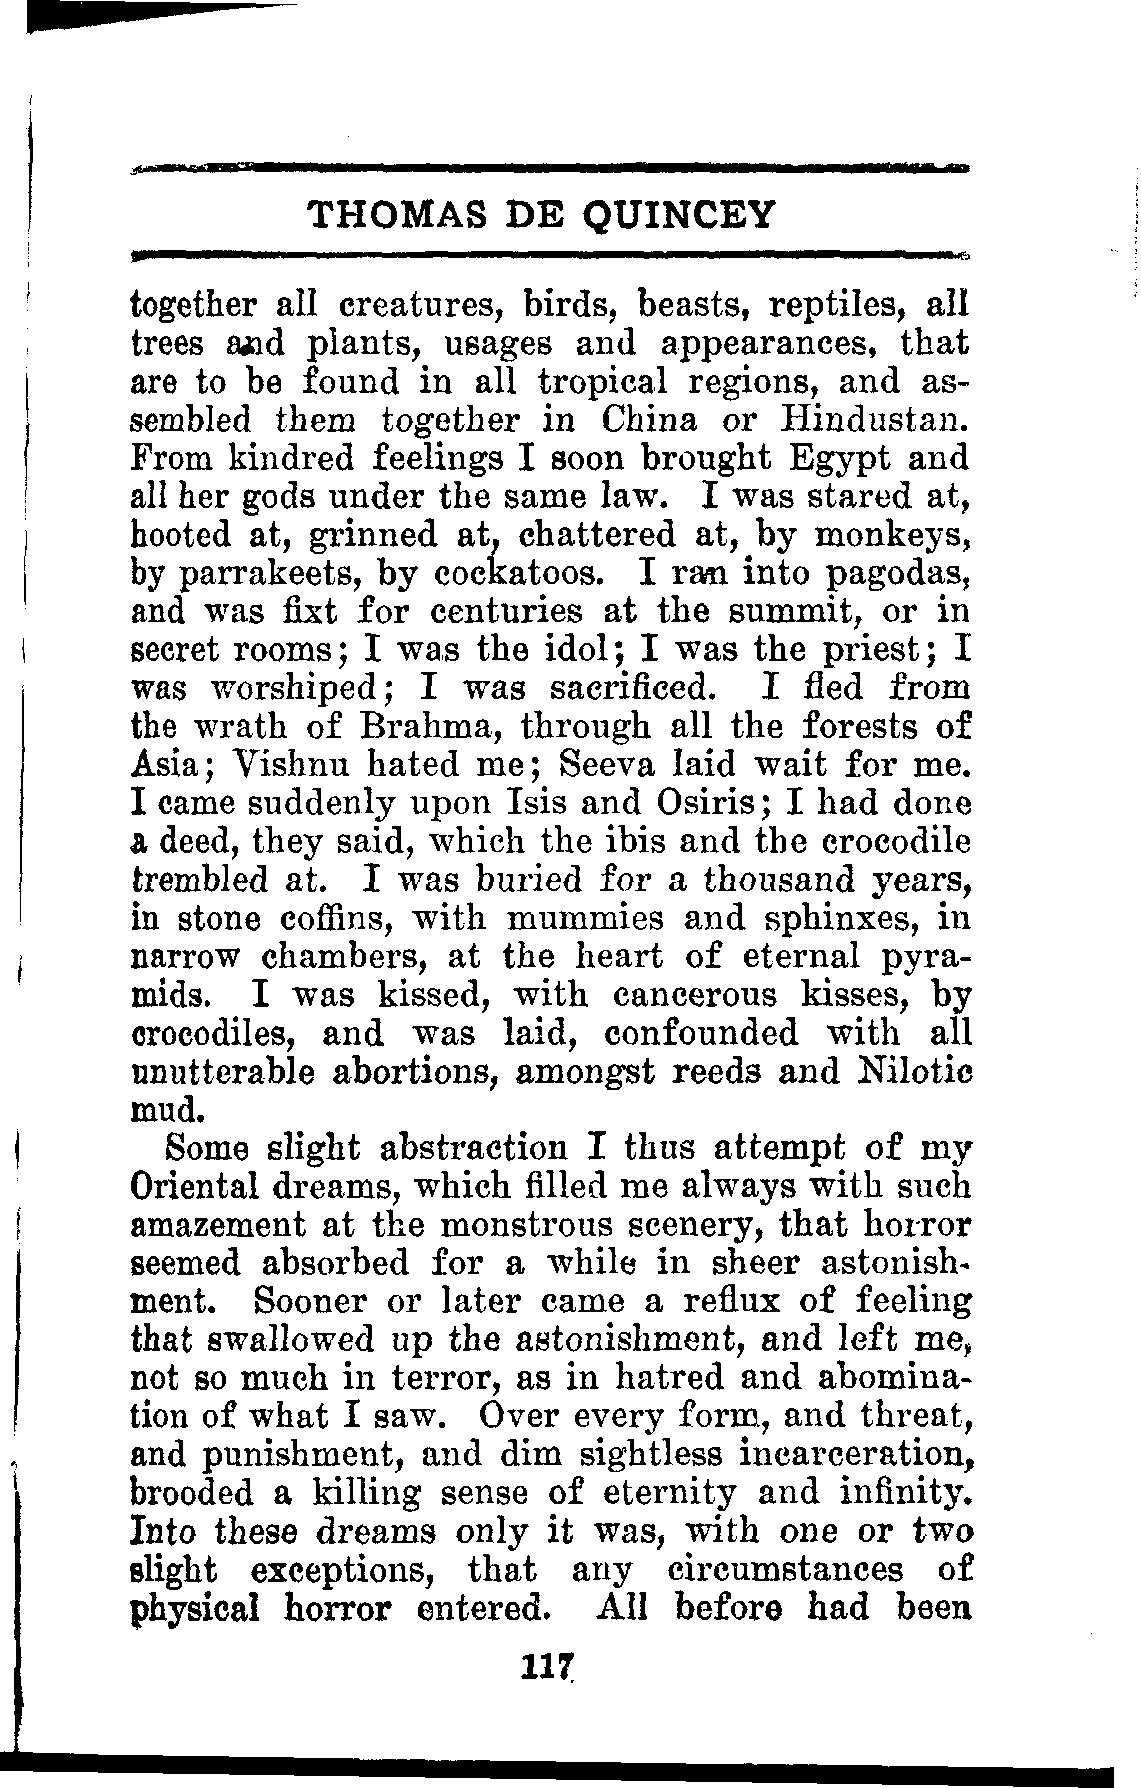 THOMAS DE QUINCEY
together all creatures, birds, beasts, reptiles, all
trees and plants, usages and appearances, that
are to be found in all tropical regions, and as-
sembled them together in China or Hindustan.
From kindred feelings I soon brought Egypt and
all her gods under the same law. I was stared at,
hooted at, grinned at, chattered at, by monkeys,
by parrakeets, by cockatoos. I ran into pagodas,
and was fixt for centuries at the summit, or in
secret rooms; I was the idol; I was the priest; I
was worshiped; I was sacrificed. I fled from
the wrath of Brahma, through all the forests of
Asia; Vishnu hated me; Seeva laid wait for me.
I came suddenly upon Isis and Osiris; I had done
a deed, they said, which the ibis and the crocodile
trembled at. I was buried for a thousand years,
in stone coffins, with mummies and sphinxes, in
narrow chambers, at the heart of eternal pyra-
mids. I was kissed, with cancerous kisses, by
crocodiles, and was laid, confounded with all
unutterable abortions, amongst reeds and Nilotic
mud.
Some slight abstraction I thus attempt of my
Oriental dreams, which filled me always with such
amazement at the monstrous scenery, that horror
seemed absorbed for a while in sheer astonish-
ment. Sooner or later came a reflux of feeling
that swallowed up the astonishment, and left me,
not so much in terror, as in hatred and abomina-
tion of what I saw. Over every form, and threat,
and punishment, and dim sightless incarceration,
brooded a killing sense of eternity and infinity.
Into these dreams only it was, with one or two
slight exceptions, that any circumstances of
physical horror entered. All before had been
117